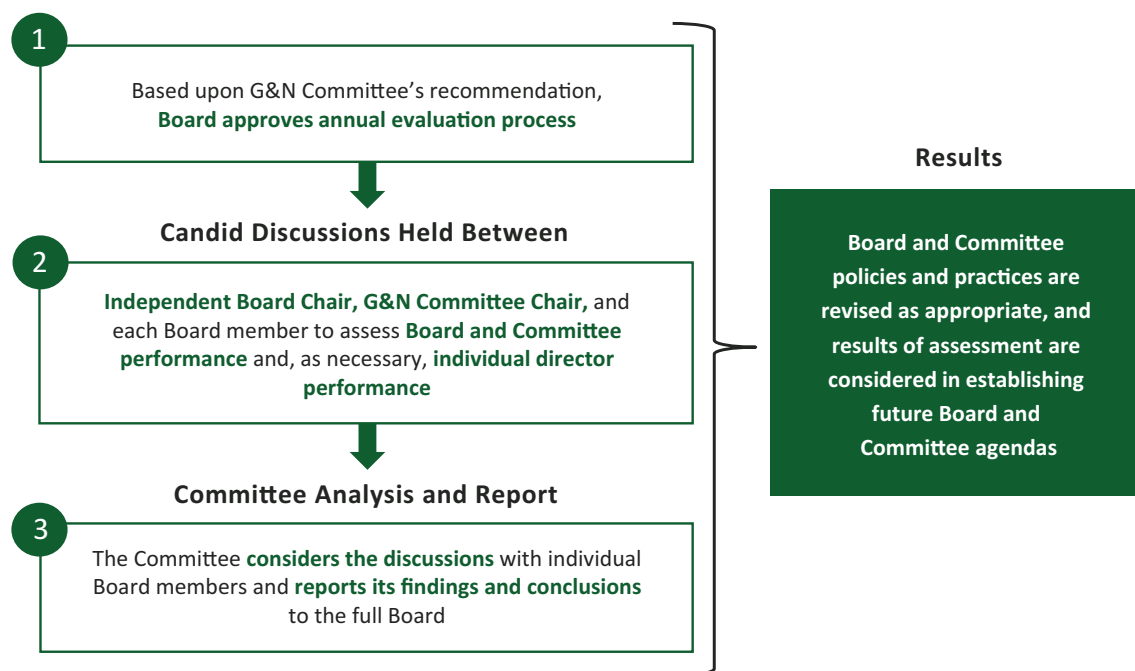 1
Based upon G&N Committee’s recommendation,
Board approves annual evaluation process
Candid Discussions Held Between
2
Independent Board Chair, G&N Committee Chair, and
each Board member to assess Board and Committee
performance and, as necessary, individual director
performance
Committee Analysis and Report
3
The Committee considers the discussions with individual
Board members and reports its findings and conclusions
to the full Board
Results
Board and Committee
policies and practices are
revised as appropriate, and
results of assessment are
considered in establishing
future Board and
Committee agendas